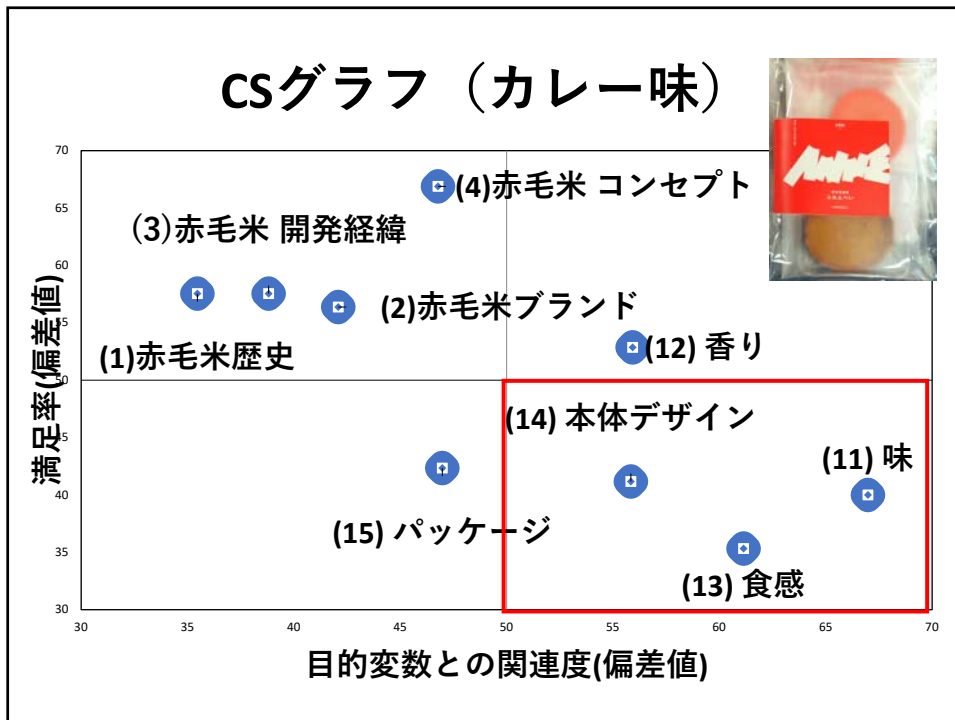 CSグラフ（カレー味）
満足率(偏差値)
70
65
60
55
50
45
40
35
30
(4)赤毛米 コンセプト
(3)赤毛米 開発経緯
(2)赤毛米ブランド
(1)赤毛米歴史
(12) 香り
(14) 本体デザイン
(11) 味
(15) パッケージ
(13) 食感
30
35
40
45
50
55
60
65
70
目的変数との関連度(偏差値)